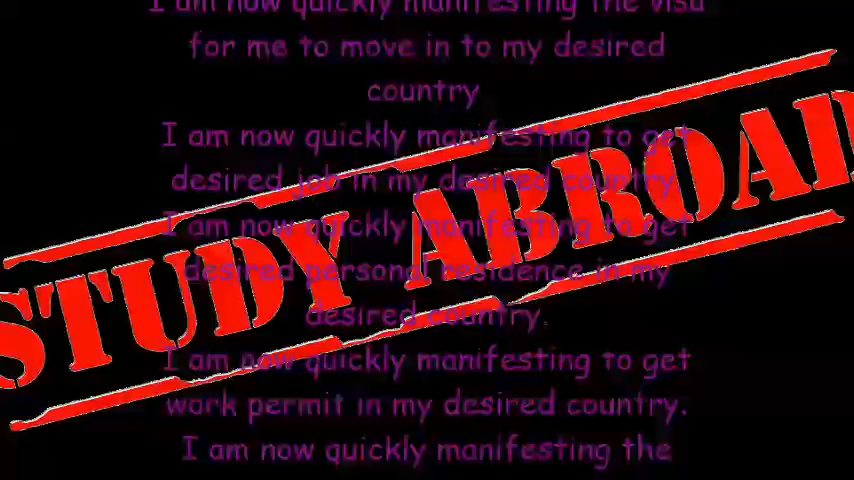 I am now quickly manifesting the visa
for me to move in to my desired
country
I am now quickly manifesting to get
desired job in my desired country.
I am now quickly manifesting to get
desired personal residence in my
desired country.
I am now quickly manifesting to get
work permit in my desired country.
I am now quickly manifesting the
STUDY ABROAD